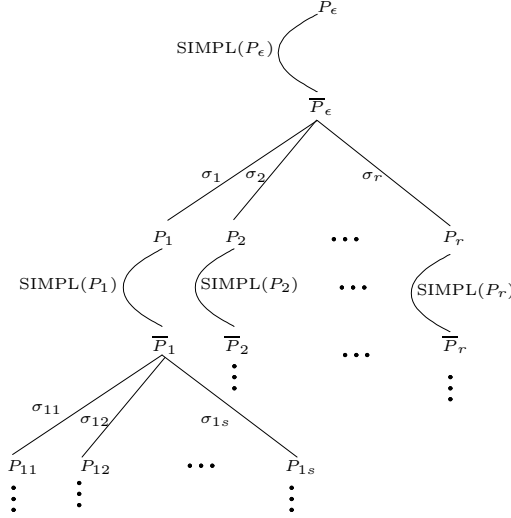 P_ϵ
SIMPL(P_ϵ)
P̅_ϵ
σ_1 σ_2 σ_r
P_1 P_2 ... P_r
SIMPL(P_1) SIMPL(P_2) ... SIMPL(P_r)
P̅_1 P̅_2 ... P̅_r
σ_11 σ_12 σ_1s
P_11 P_12 ... P_1s